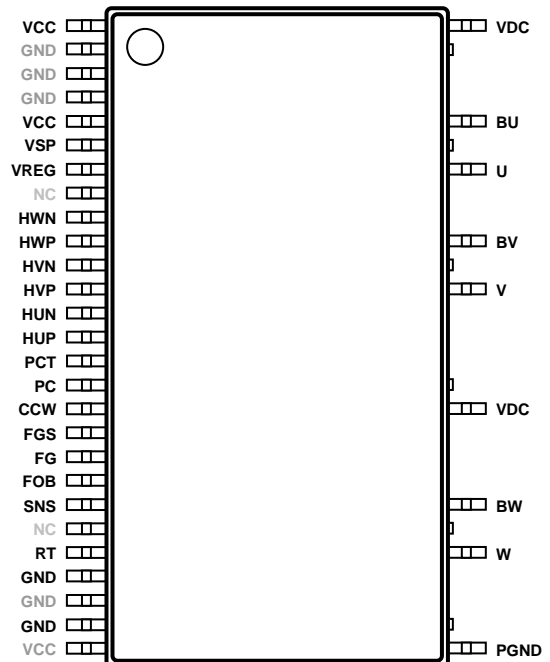 VCC VDC
GND
GND
GND
VCC BU
VSP
VREG U
NC
HWN
HWP BV
HVN
HVP V
HUN
HUP
PCT
PC
CCW VDC
FGS
FG
FOB
SNS BW
NC
RT W
GND
GND
GND
VCC PGND